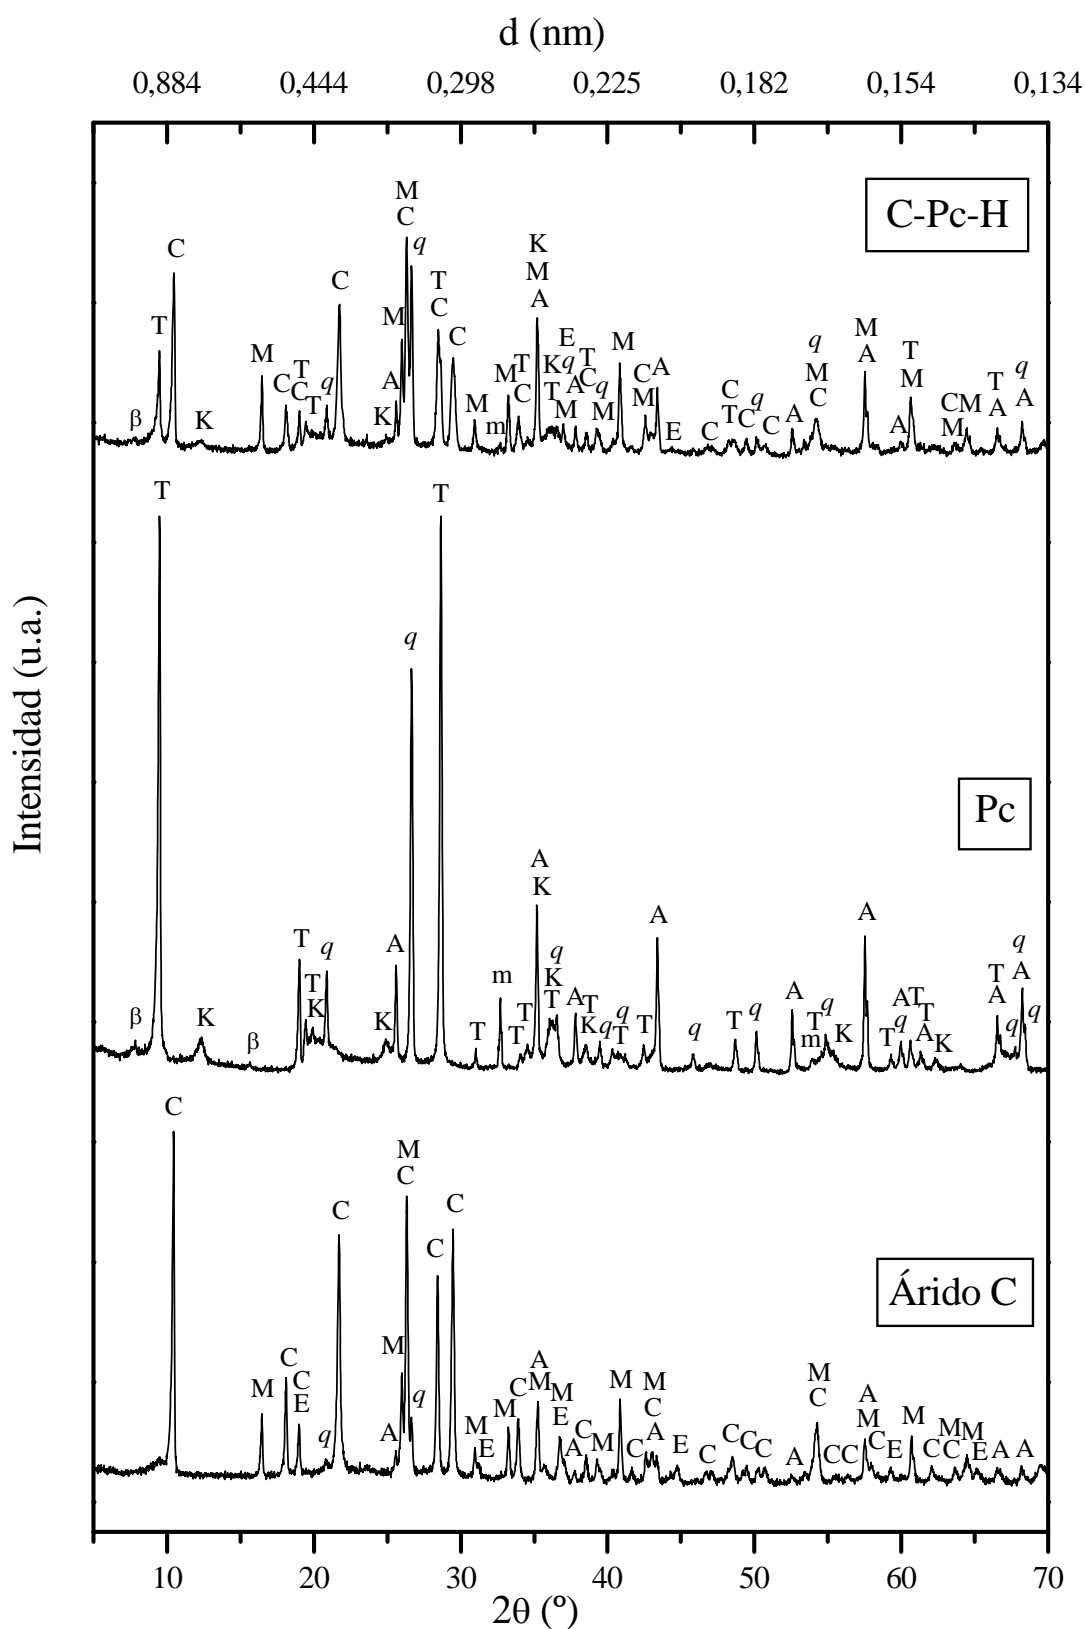 d (nm)
0,884 0,444 0,298 0,225 0,182 0,154 0,134
C-Pc-H
M
C C q K
M
A
T
C
C T
C E
q
A T
C q
M C
M A q
M
C M
A T
M q
A
T M C T
C
T q M
A K M M T
C K
T M M C
T C q C A T
A
β K m E C A C
M M
T T
q
Pc
A
K A A q
A
T q A m q
K
T A T
K q q
T T T q A T
m q K A
q T
T
A K T
A q q
β K T
K β K T T T q T
Intensidad (u.a.)
C
M
C
C C
C
Árido C
M
M C
C
E q q A M
E M C A
M M
E C
A M M C M
C
A E C C
C C A M
C C C A
M C E M C M
C M
E A A
10 20 30 40 50 60 70
2θ (º)